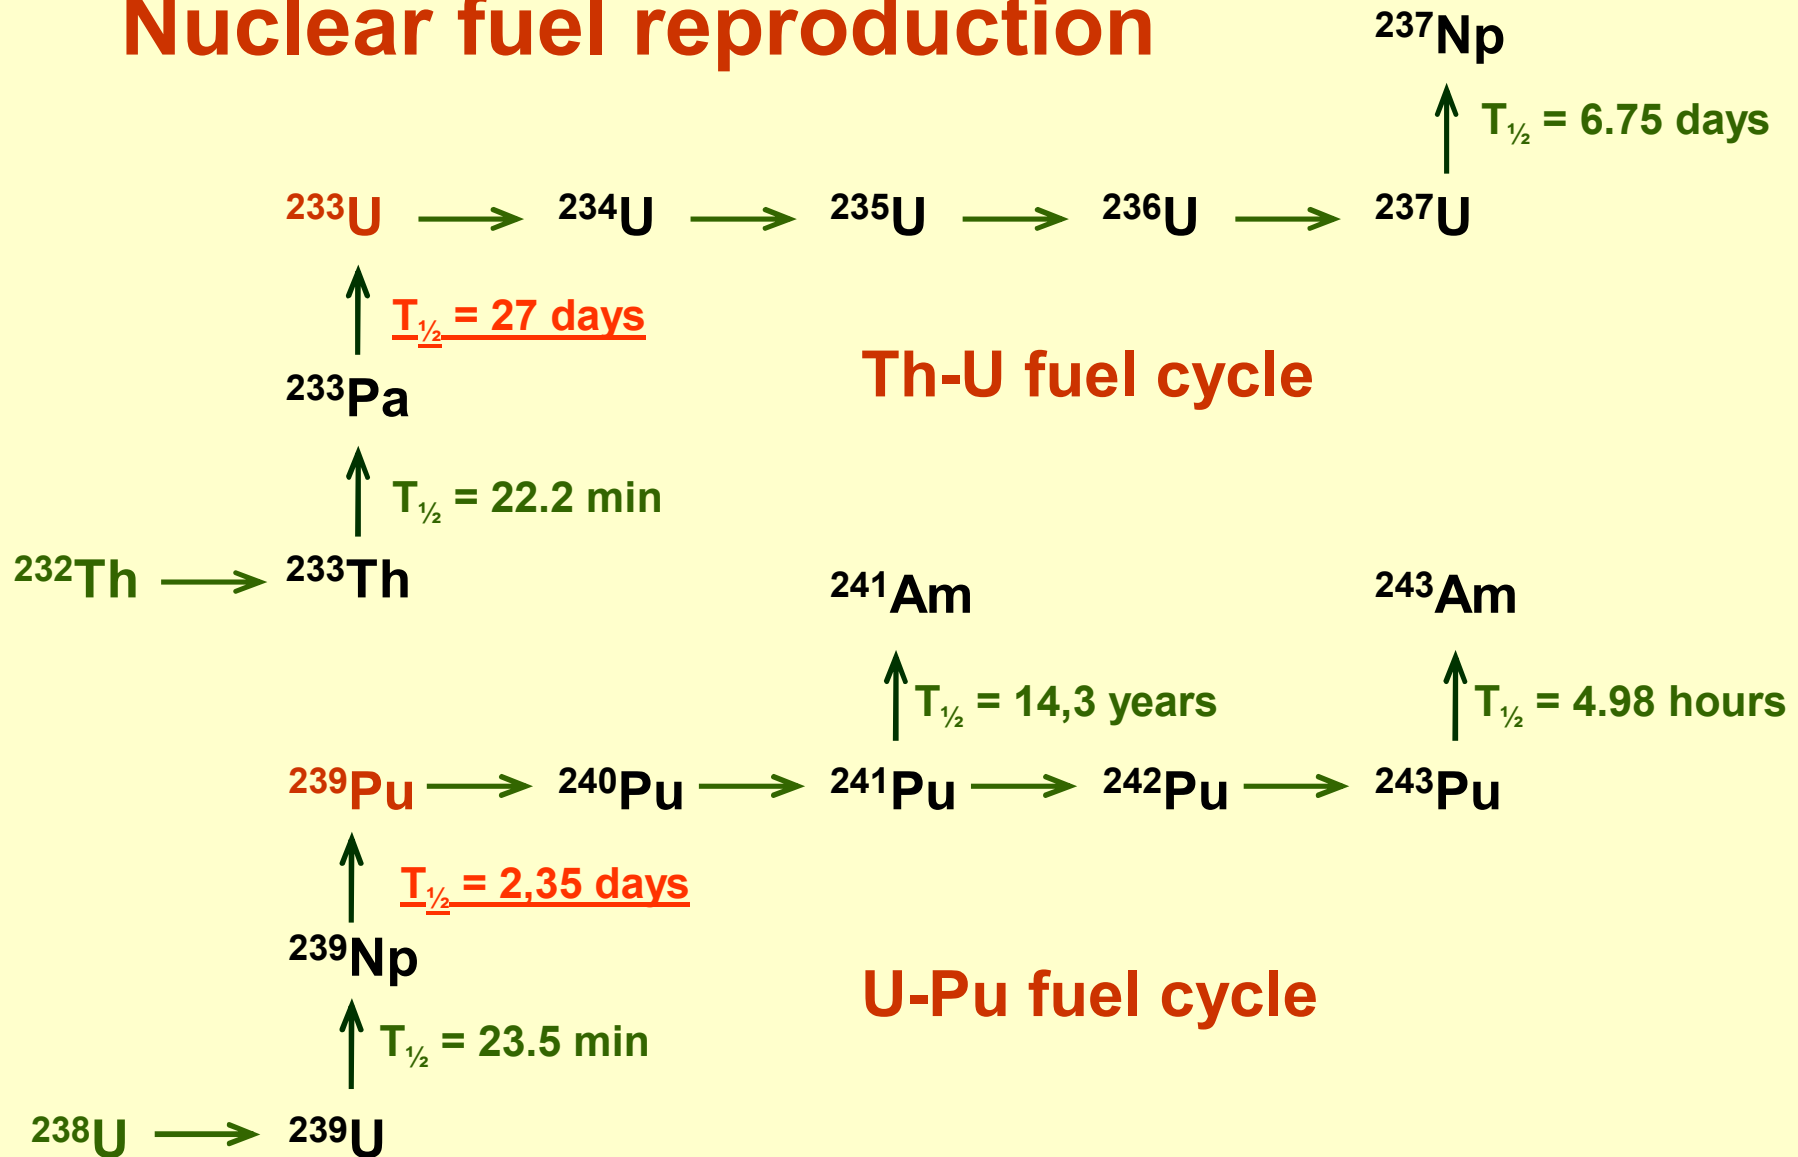 Nuclear fuel reproduction
²³⁷Np
T½ = 6.75 days
²³³U ²³⁴U ²³⁵U ²³⁶U ²³⁷U
T½ = 27 days
Th-U fuel cycle
²³³Pa
T½ = 22.2 min
²³²Th ²³³Th
²⁴¹Am ²⁴³Am
T½ = 14,3 years T½ = 4.98 hours
²³⁹Pu ²⁴⁰Pu ²⁴¹Pu ²⁴²Pu ²⁴³Pu
T½ = 2,35 days
²³⁹Np
U-Pu fuel cycle
T½ = 23.5 min
²³⁸U ²³⁹U